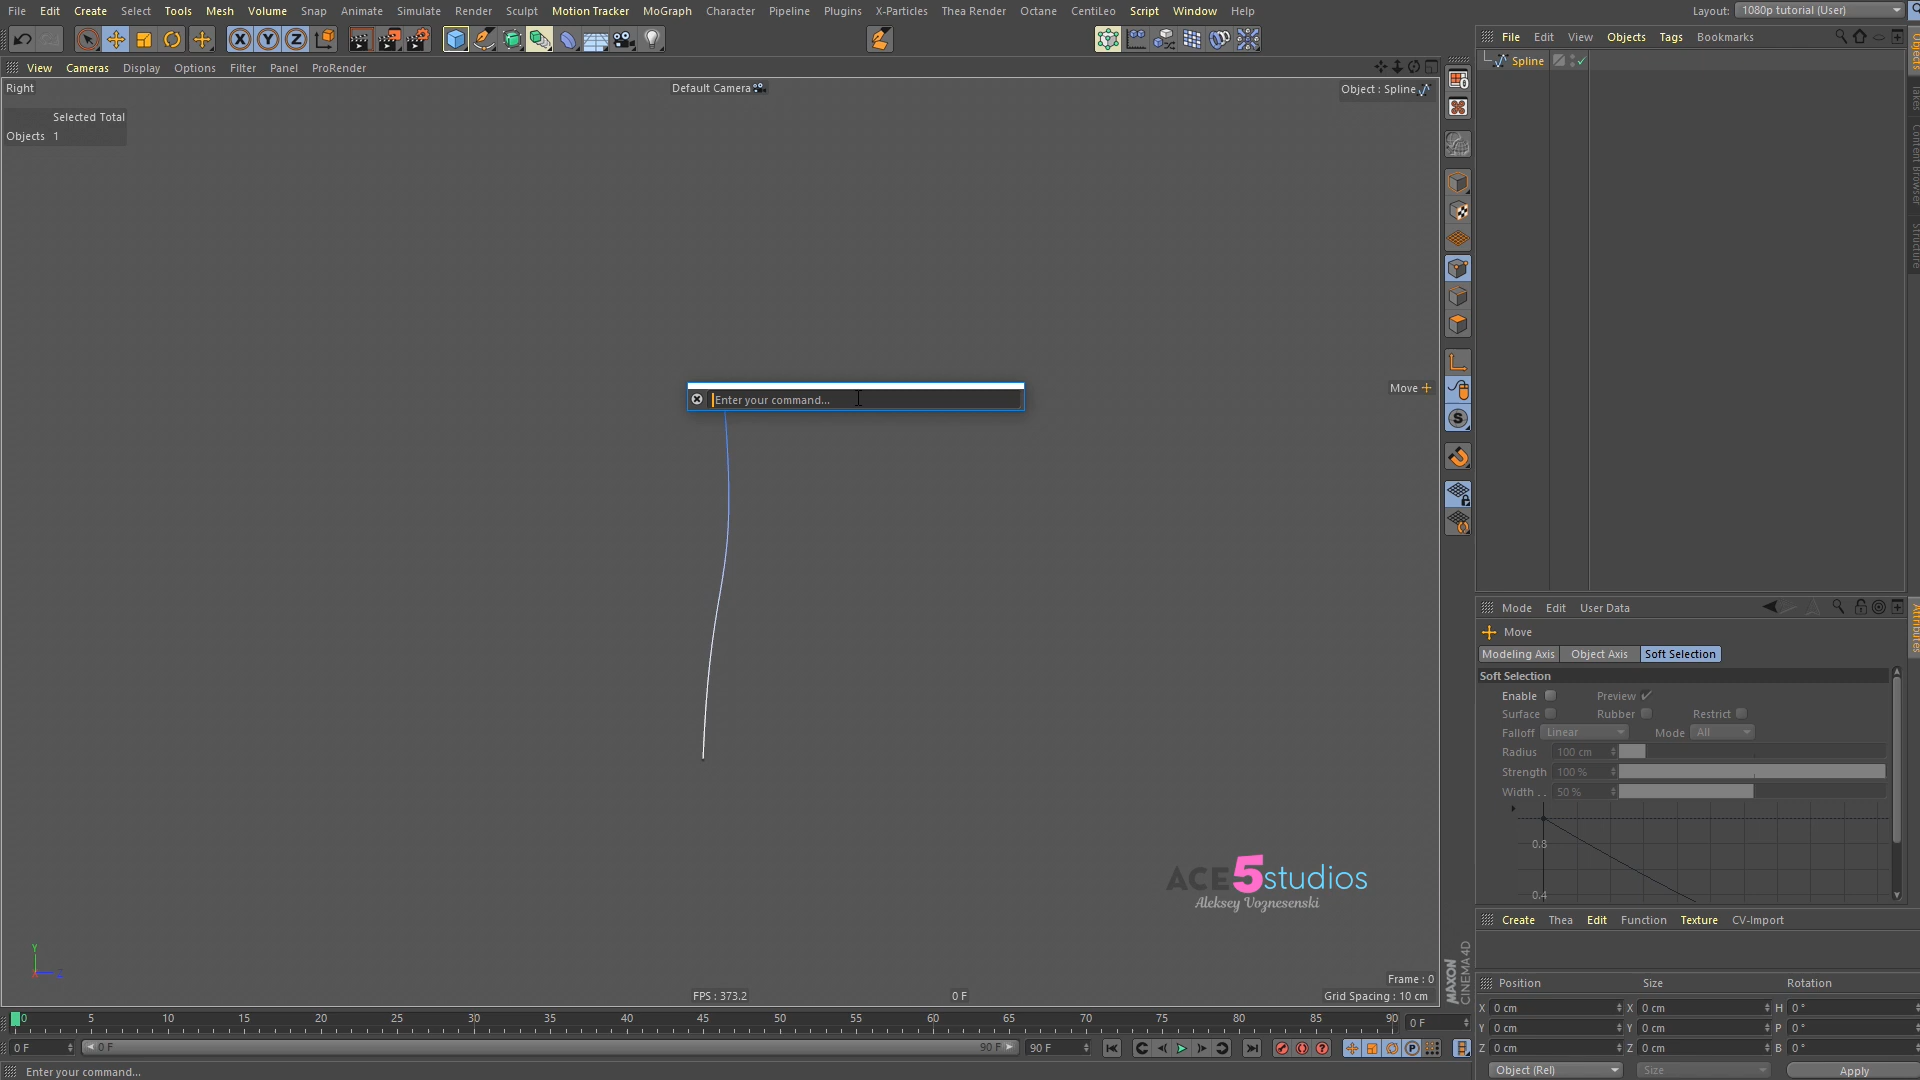 File Edit Create Select Tools Mesh Volume Snap Animate Simulate Render Sculpt Motion Tracker MoGraph Character Pipeline Plugins X-Particles Thea Render Octane CentiLeo Script Window Help
Layout: 1080p tutorial (User)
File Edit View Objects Tags Bookmarks
View Cameras Display Options Filter Panel ProRender
Spline
Right
Default Camera
Object : Spline
Selected Total
Objects 1
Move
Enter your command...
Objects
Takes
Content Browser
Structure
Mode Edit User Data
Attributes
Move
Modeling Axis Object Axis Soft Selection
Soft Selection
Enable Preview
Surface Rubber Restrict
Falloff Linear Mode All
Radius 100 cm
Strength 100 %
Width . . 50 %
0.8
0.4
ACE5studios
Aleksey Voznesenski
Create Thea Edit Function Texture CV-Import
MAXON
CINEMA 4D
Y
Z
Frame : 0
FPS : 373.2 0 F Grid Spacing : 10 cm
Position Size Rotation
X 0 cm X 0 cm H 0 °
Y 0 cm Y 0 cm P 0 °
Z 0 cm Z 0 cm B 0 °
Object (Rel) Size Apply
0 5 10 15 20 25 30 35 40 45 50 55 60 65 70 75 80 85 90 0 F
0 F 0 F 90 F 90 F
Enter your command...